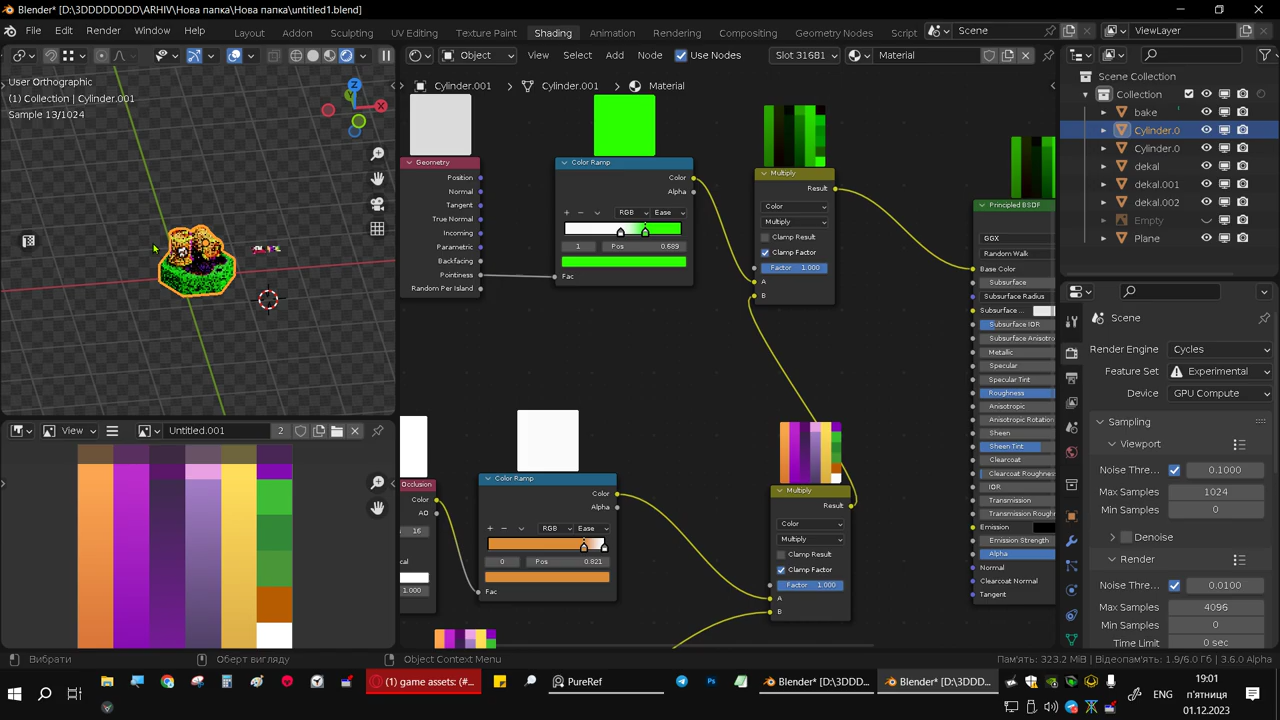 Blender* [D:\3DDDDDDDD\ARHIV\Нова папка\Нова папка\untitled1.blend]
File Edit Render Window Help Layout Addon Sculpting UV Editing Texture Paint Shading Animation Rendering Compositing Geometry Nodes Script Scene ViewLayer
Object View Select Add Node Use Nodes Slot 316B1 Material
User Orthographic
(1) Collection | Cylinder.001
Sample 13/1024
Cylinder.001 Cylinder.001 Material
Geometry
Position
Normal
Tangent
True Normal
Incoming
Parametric
Backfacing
Pointiness
Random Per Island
Color Ramp
Color
Alpha
RGB Ease
1 Pos 0.689
Fac
Multiply
Result
Color
Multiply
Clamp Result
Clamp Factor
Factor 1.000
A
B
Principled BSDF
GGX
Random Walk
Base Color
Subsurface
Subsurface Radius
Subsurface ...
Subsurface IOR
Subsurface Anisotro
Metallic
Specular
Specular Tint
Roughness
Anisotropic
Anisotropic Rotatio
Sheen
Sheen Tint
Clearcoat
Clearcoat Roughness
IOR
Transmission
Transmission Rough
Emission
Emission Strength
Alpha
Normal
Clearcoat Normal
Tangent
View Untitled.001 2
Occlusion
Color
AO
16
cal
1.000
Color Ramp
Color
Alpha
RGB Ease
0 Pos 0.821
Fac
Multiply
Result
Color
Multiply
Clamp Result
Clamp Factor
Factor 1.000
A
B
Scene Collection
Collection
bake
Cylinder.0
Cylinder.0
dekal
dekal.001
dekal.002
Empty
Plane
Scene
Render Engine Cycles
Feature Set Experimental
Device GPU Compute
Sampling
Viewport
Noise Thre... 0.1000
Max Samples 1024
Min Samples 0
Denoise
Render
Noise Thre... 0.0100
Max Samples 4096
Min Samples 0
Time Limit 0 sec
Вибрати Оберт вигляду Object Context Menu Пам'ять: 323.2 MiB | Відеопам'ять: 1.9/6.0 Гб | 3.6.0 Alpha
(1) game assets: (#... PureRef Blender* [D:\3DDD... Blender* [D:\3DDD...
ENG
19:01
п'ятниця
01.12.2023